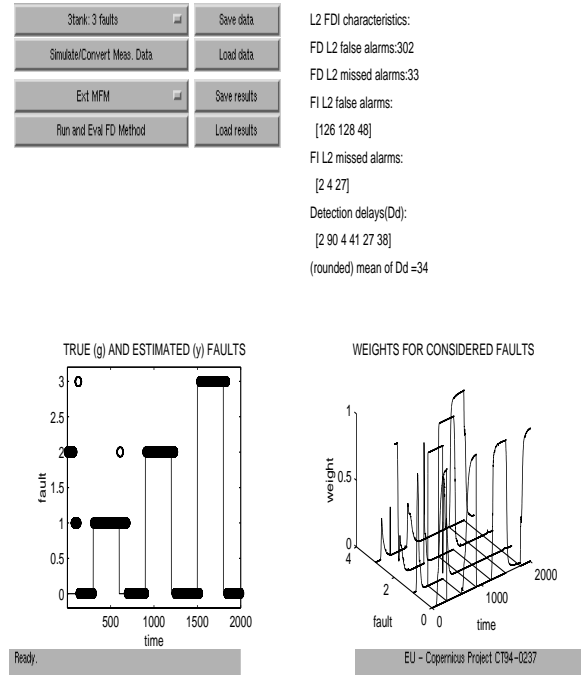 3tank: 3 faults
Save data
Simulate/Convert Meas. Data
Load data
Ext MFM
Save results
Run and Eval FD Method
Load results
L2 FDI characteristics:
FD L2 false alarms:302
FD L2 missed alarms:33
FI L2 false alarms:
[126 128 48]
FI L2 missed alarms:
[2 4 27]
Detection delays(Dd):
[2 90 4 41 27 38]
(rounded) mean of Dd =34
TRUE (g) AND ESTIMATED (y) FAULTS
3
2.5
2
1.5
1
0.5
0
fault
500 1000 1500 2000
time
WEIGHTS FOR CONSIDERED FAULTS
1
0.5
0
weight
4
2
0
fault
0
1000
2000
time
Ready.
EU - Copernicus Project CT94-0237